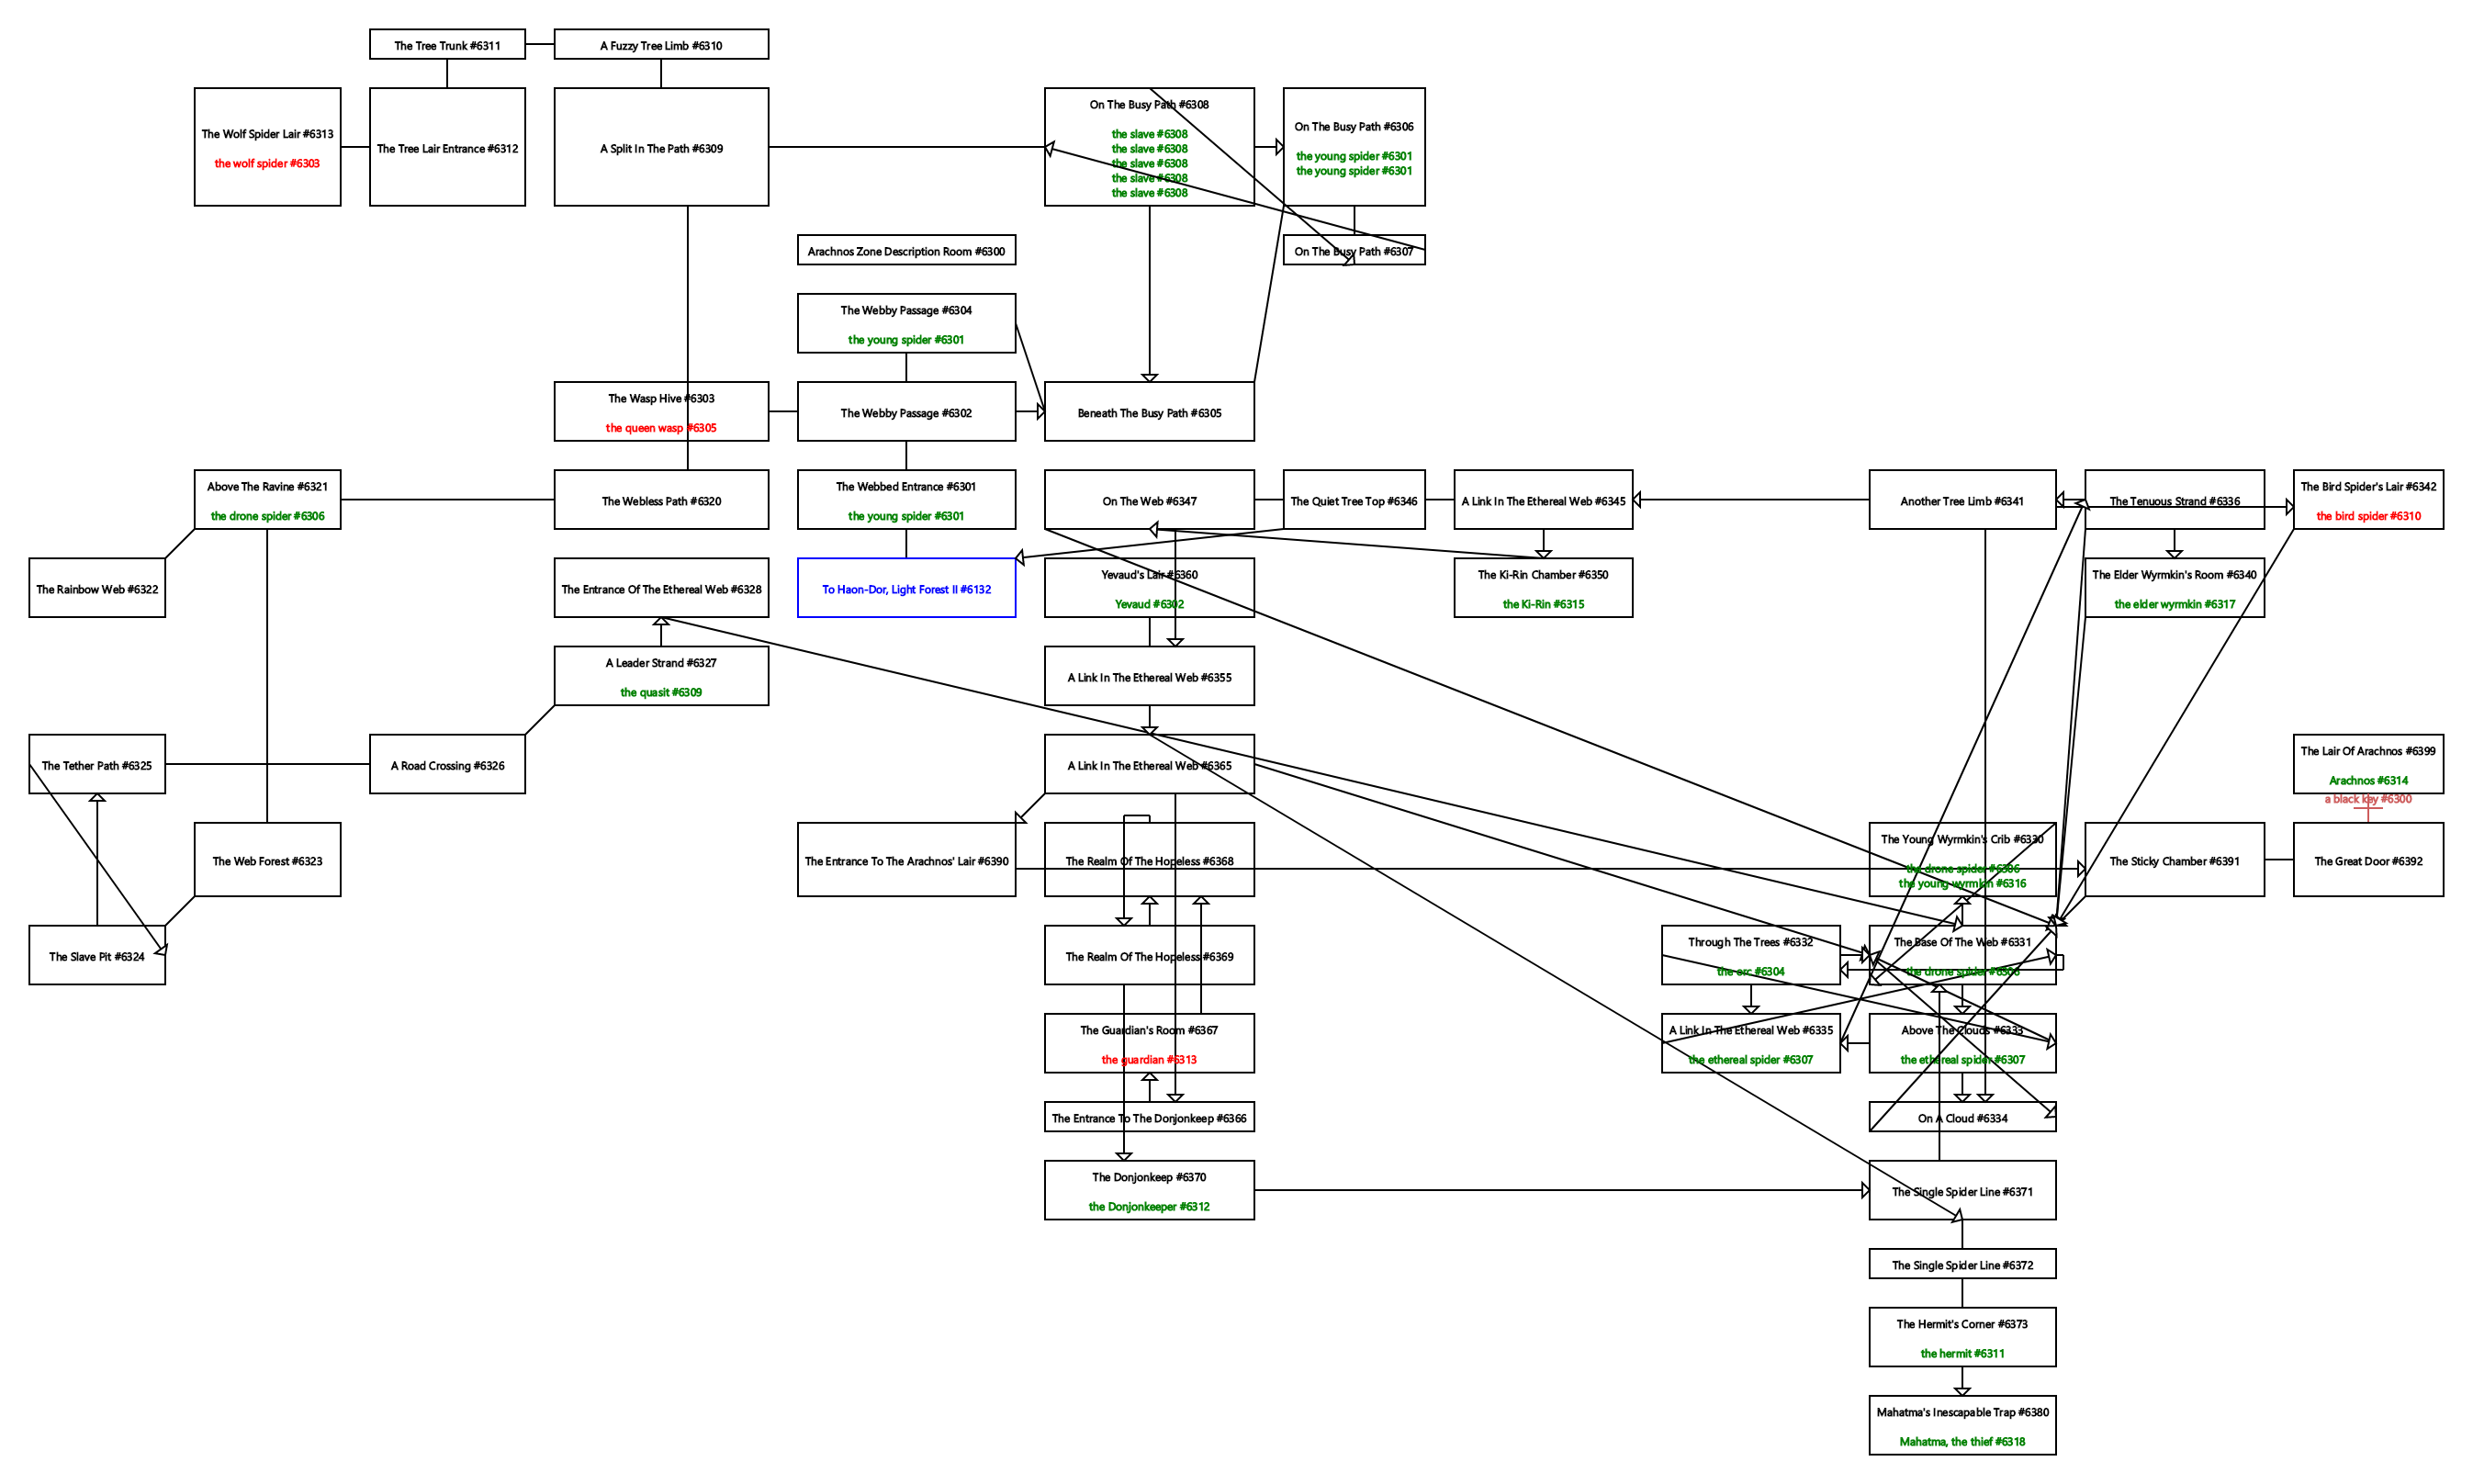 The Tree Trunk #6311
A Fuzzy Tree Limb #6310
The Wolf Spider Lair #6313
the wolf spider #6303
The Tree Lair Entrance #6312
A Split In The Path #6309
On The Busy Path #6308
the slave #6308
the slave #6308
the slave #6308
the slave #6308
the slave #6308
On The Busy Path #6306
the young spider #6301
the young spider #6301
Arachnos Zone Description Room #6300
On The Busy Path #6307
The Webby Passage #6304
the young spider #6301
The Wasp Hive #6303
the queen wasp #6305
The Webby Passage #6302
Beneath The Busy Path #6305
Above The Ravine #6321
the drone spider #6306
The Webless Path #6320
The Webbed Entrance #6301
the young spider #6301
On The Web #6347
The Quiet Tree Top #6346
A Link In The Ethereal Web #6345
Another Tree Limb #6341
The Tenuous Strand #6336
The Bird Spider's Lair #6342
the bird spider #6310
The Rainbow Web #6322
The Entrance Of The Ethereal Web #6328
To Haon-Dor, Light Forest II #6132
Yevaud's Lair #6360
Yevaud #6302
The Ki-Rin Chamber #6350
the Ki-Rin #6315
The Elder Wyrmkin's Room #6340
the elder wyrmkin #6317
A Leader Strand #6327
the quasit #6309
A Link In The Ethereal Web #6355
The Tether Path #6325
A Road Crossing #6326
A Link In The Ethereal Web #6365
The Lair Of Arachnos #6399
Arachnos #6314
a black key #6300
The Web Forest #6323
The Entrance To The Arachnos' Lair #6390
The Realm Of The Hopeless #6368
The Young Wyrmkin's Crib #6330
the drone spider #6306
the young wyrmkin #6316
The Sticky Chamber #6391
The Great Door #6392
The Slave Pit #6324
The Realm Of The Hopeless #6369
Through The Trees #6332
the orc #6304
The Base Of The Web #6331
the drone spider #6306
The Guardian's Room #6367
the guardian #6313
A Link In The Ethereal Web #6335
the ethereal spider #6307
Above The Clouds #6333
the ethereal spider #6307
The Entrance To The Donjonkeep #6366
On A Cloud #6334
The Donjonkeep #6370
the Donjonkeeper #6312
The Single Spider Line #6371
The Single Spider Line #6372
The Hermit's Corner #6373
the hermit #6311
Mahatma's Inescapable Trap #6380
Mahatma, the thief #6318